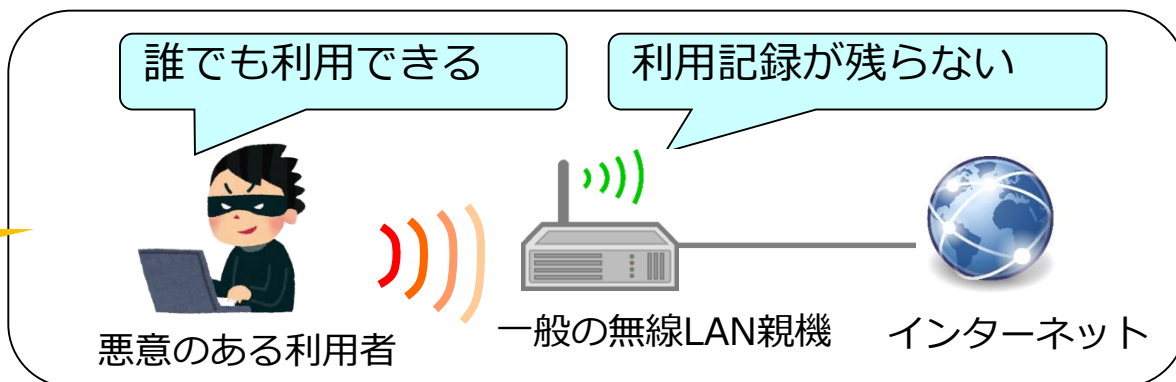 誰でも利用できる
利用記録が残らない
悪意のある利用者
一般の無線LAN親機
インターネット